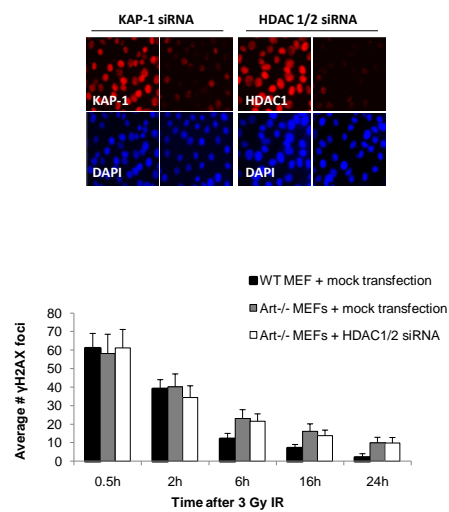 KAP-1 siRNA
HDAC 1/2 siRNA
KAP-1
HDAC1
DAPI
DAPI
WT MEF + mock transfection
Art-/- MEFs + mock transfection
Art-/- MEFs + HDAC1/2 siRNA
Average # γH2AX foci
80
70
60
50
40
30
20
10
0
0.5h 2h 6h 16h 24h
Time after 3 Gy IR